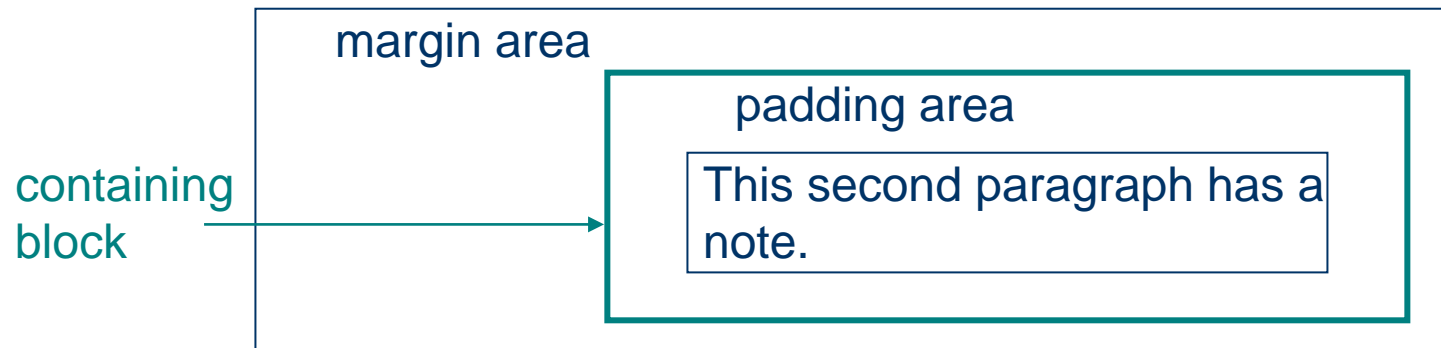 margin area
padding area
containing
block
This second paragraph has a
note.